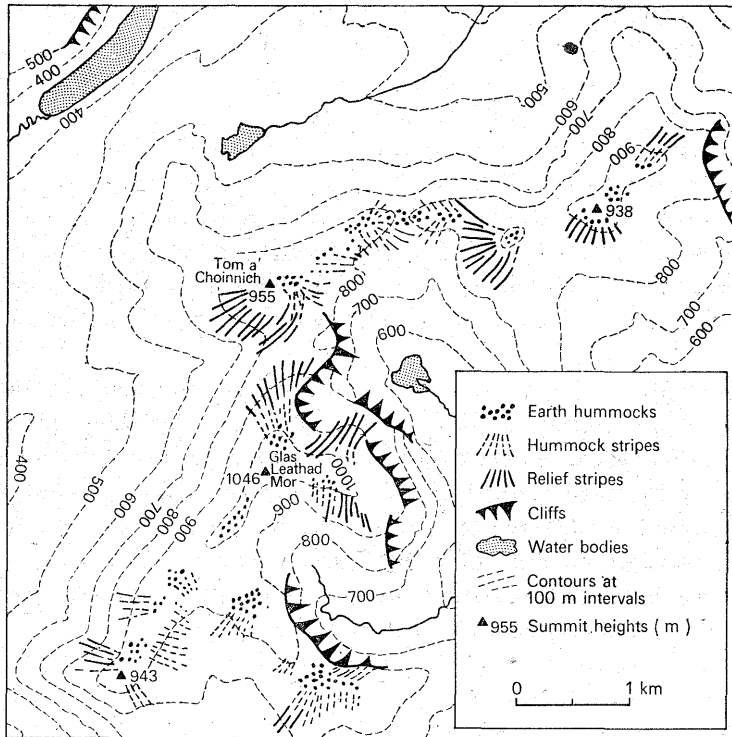 500
400
400
500
600
700
800
900
938
Tom a'
Choinnich
955
800
700
600
800
700
600
400
500
600
700
800
900
Glas
Leathad
Mor
1046
1000
900
800
700
500
600
943
Earth hummocks
Hummock stripes
Relief stripes
Cliffs
Water bodies
Contours at
100 m intervals
955 Summit heights ( m )
0 1 km